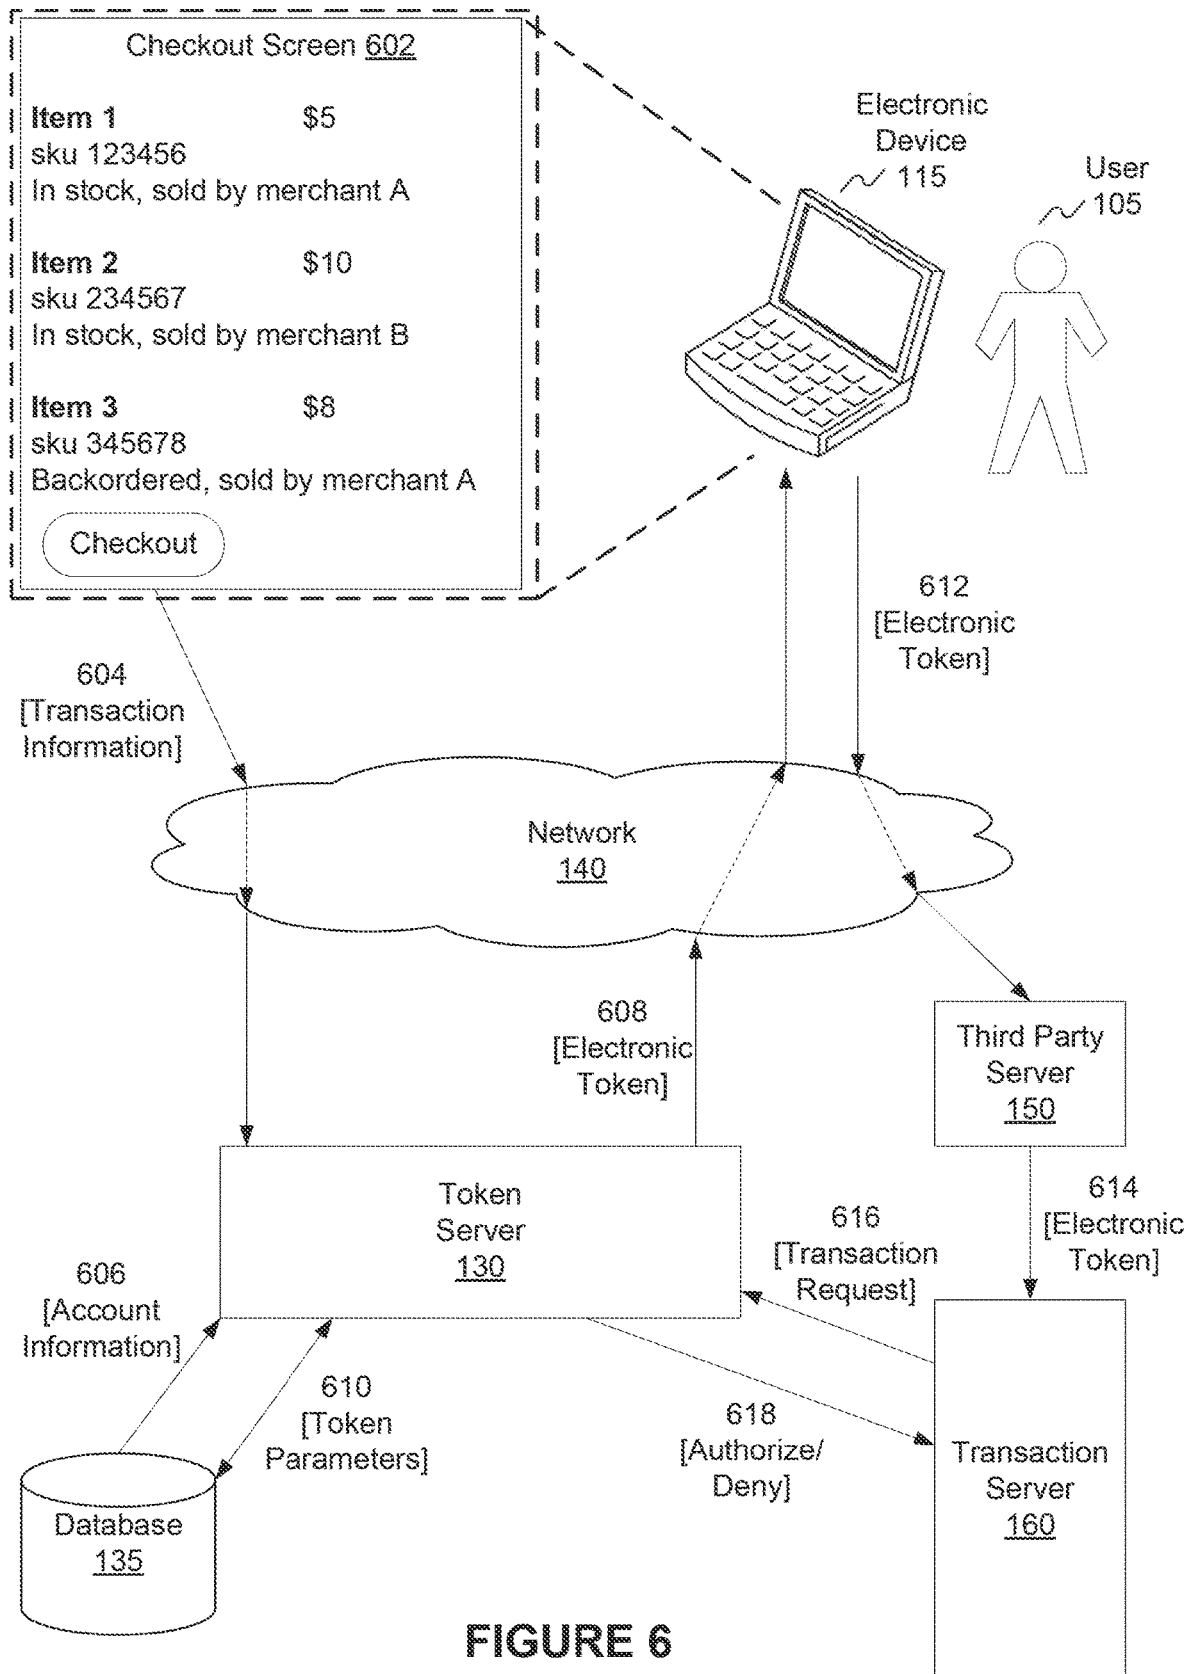 Checkout Screen 602
Item 1 $5
sku 123456
In stock, sold by merchant A
Item 2 $10
sku 234567
In stock, sold by merchant B
Item 3 $8
sku 345678
Backordered, sold by merchant A
Checkout
Electronic
Device
115
User
105
612
[Electronic
Token]
604
[Transaction
Information]
Network
140
608
[Electronic
Token]
Third Party
Server
150
Token
Server
130
614
[Electronic
Token]
616
[Transaction
Request]
606
[Account
Information]
610
[Token
Parameters]
618
[Authorize/
Deny]
Transaction
Server
160
Database
135
FIGURE 6